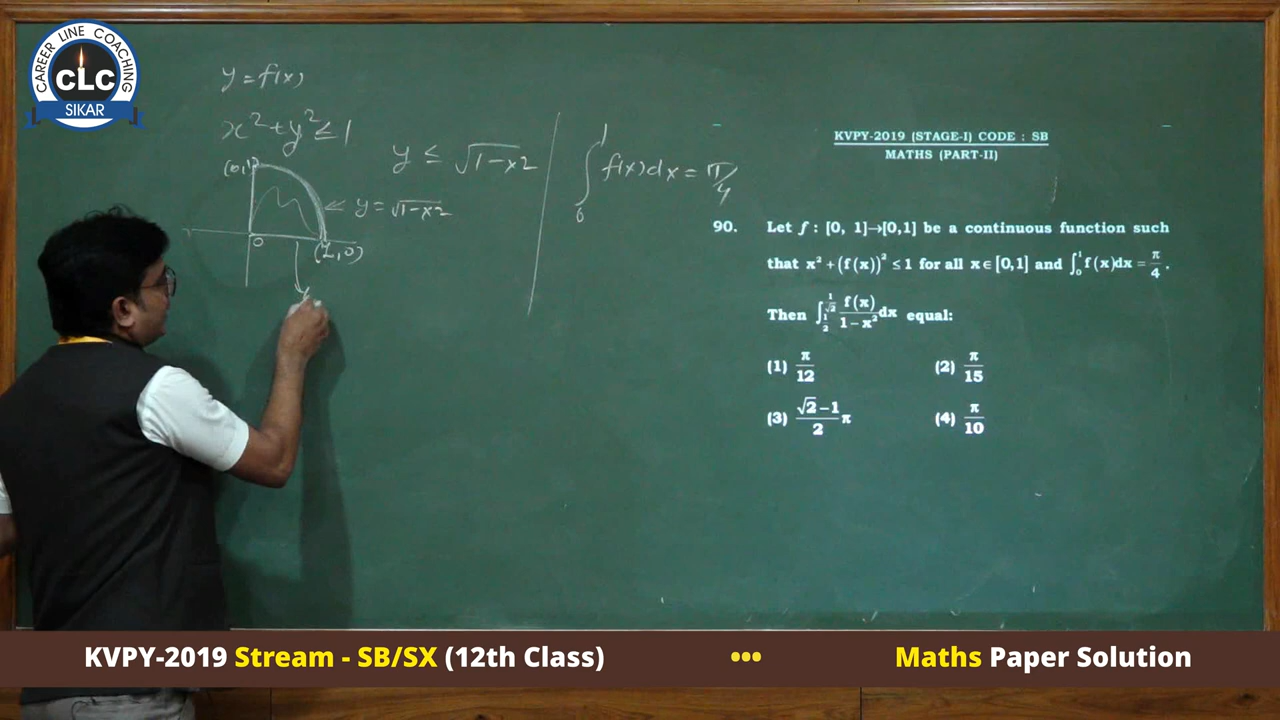 CAREER LINE COACHING
CLC
SIKAR
y = f(x)
x² + y² ≤ 1
(0,1)
y ≤ √1-x2
y = √1-x2
0
(1,0)
∫₀¹ f(x)dx = π/4
KVPY-2019 (STAGE-I) CODE : SB
MATHS (PART-II)
90. Let f : [0, 1]→[0,1] be a continuous function such
that x² + (f(x))² ≤ 1 for all x∈[0,1] and ∫₀¹ f(x)dx = π/4.
Then ∫_{1/2}^{1/√2} f(x)/(1-x²) dx equal:
(1) π/12 (2) π/15
(3) (√2-1)/2 π (4) π/10
KVPY-2019 Stream - SB/SX (12th Class) ••• Maths Paper Solution